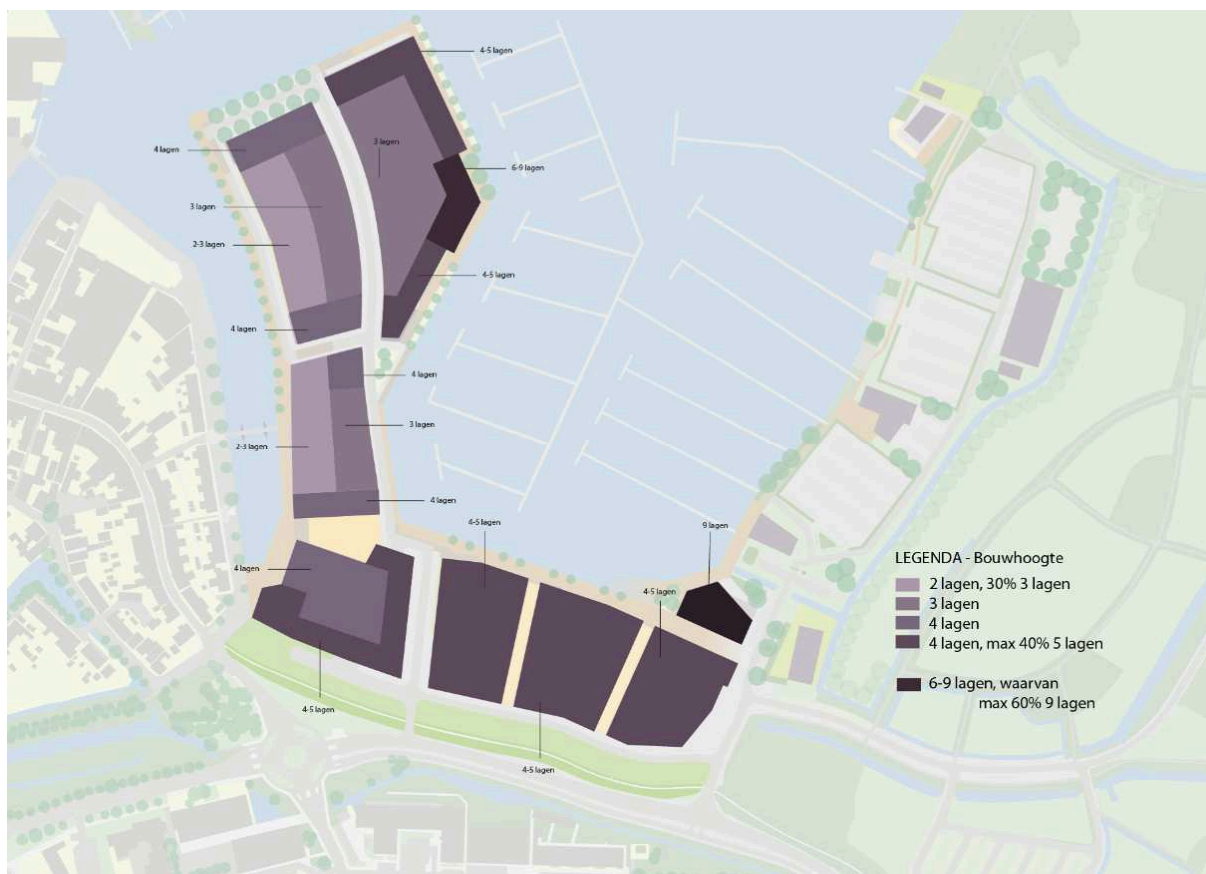 4-5 lagen
3 lagen
4 lagen
6-9 lagen
3 lagen
2-3 lagen
4-5 lagen
4 lagen
4 lagen
3 lagen
2-3 lagen
4 lagen
4-5 lagen
9 lagen
4 lagen
4-5 lagen
4-5 lagen
4-5 lagen
LEGENDA - Bouwhoogte
2 lagen, 30% 3 lagen
3 lagen
4 lagen
4 lagen, max 40% 5 lagen
6-9 lagen, waarvan
max 60% 9 lagen